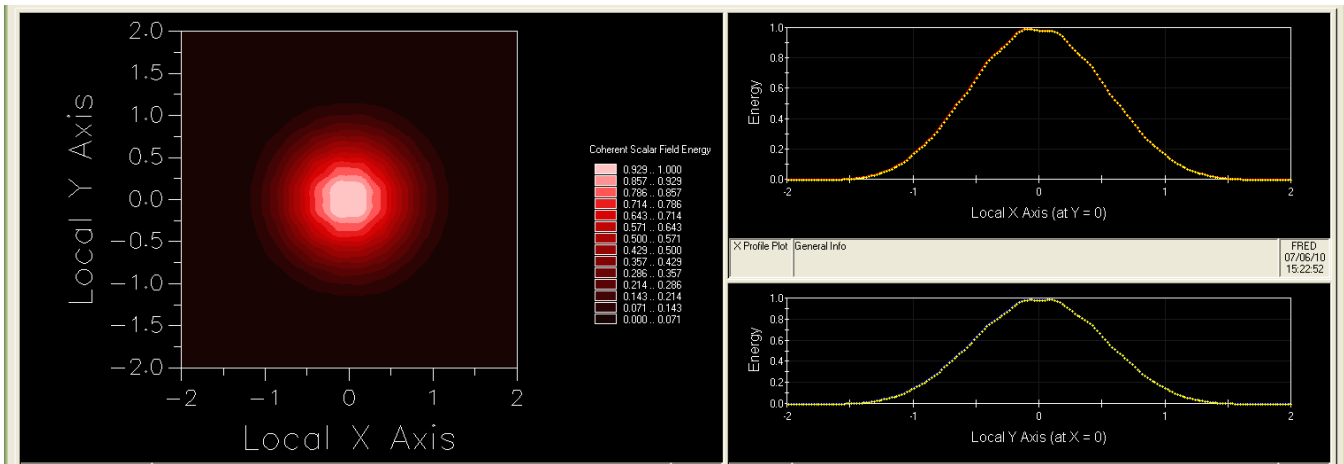 2.0
1.5
1.0
0.5
0.0
−0.5
−1.0
−1.5
−2.0
Local Y Axis
−2
−1
0
1
2
Local X Axis
Coherent Scalar Field Energy
0.929 .. 1.000
0.857 .. 0.929
0.786 .. 0.857
0.714 .. 0.786
0.643 .. 0.714
0.571 .. 0.643
0.500 .. 0.571
0.429 .. 0.500
0.357 .. 0.429
0.286 .. 0.357
0.214 .. 0.286
0.143 .. 0.214
0.071 .. 0.143
0.000 .. 0.071
1.0
0.8
0.6
0.4
0.2
0.0
Energy
-2
-1
0
1
2
Local X Axis (at Y = 0)
X Profile Plot
General Info
FRED
07/06/10
15:22:52
1.0
0.8
0.6
0.4
0.2
0.0
Energy
-2
-1
0
1
2
Local Y Axis (at X = 0)